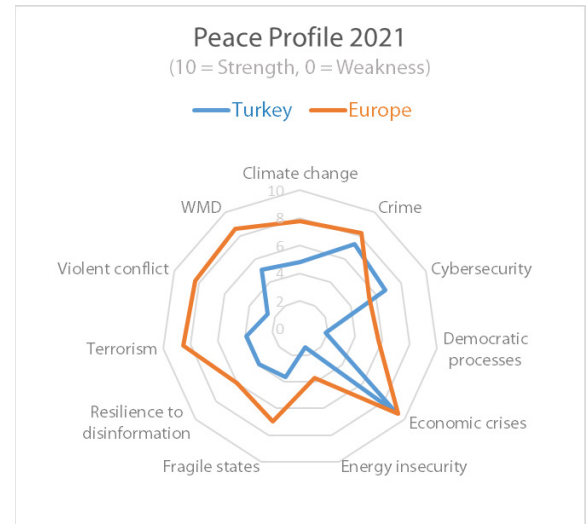 Peace Profile 2021
(10 = Strength, 0 = Weakness)
Turkey Europe
Climate change
10
8
6
4
2
0
Crime
Cybersecurity
Democratic
processes
Economic crises
Energy insecurity
Fragile states
Resilience to
disinformation
Terrorism
Violent conflict
WMD